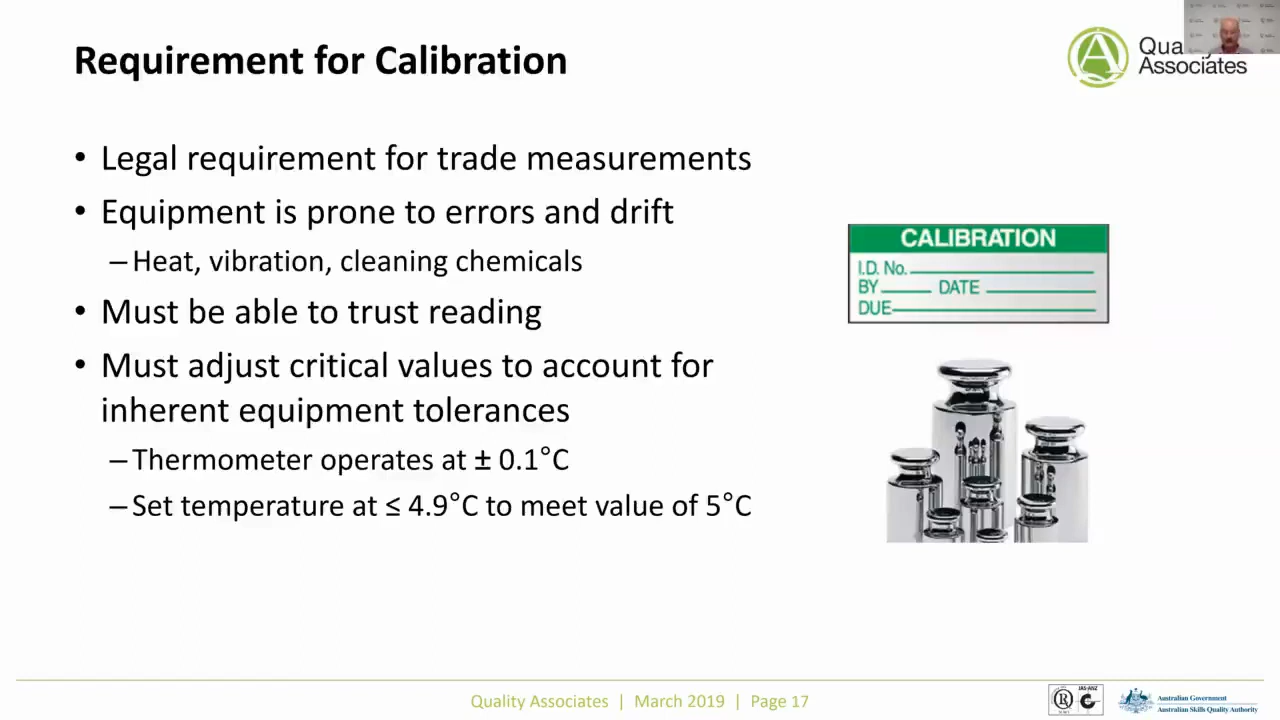 Requirement for Calibration
Quality
Associates
• Legal requirement for trade measurements
• Equipment is prone to errors and drift
– Heat, vibration, cleaning chemicals
• Must be able to trust reading
• Must adjust critical values to account for
inherent equipment tolerances
– Thermometer operates at ± 0.1°C
– Set temperature at ≤ 4.9°C to meet value of 5°C
CALIBRATION
I.D. No.
BY DATE
DUE
Quality Associates | March 2019 | Page 17
R
JAS-ANZ
Australian Government
Australian Skills Quality Authority